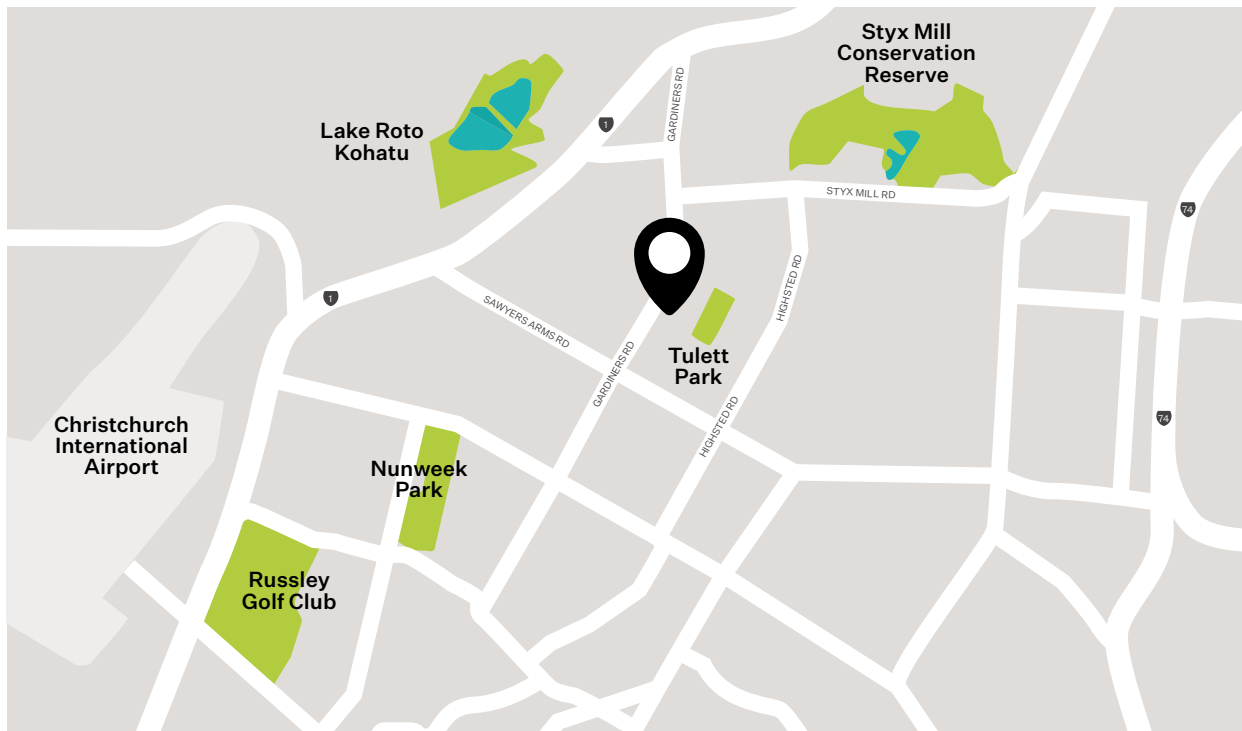 Styx Mill
Conservation
Reserve
GARDINERS RD
Lake Roto
Kohatu
1
STYX MILL RD
74
HIGHSTED RD
1
SAWYERS ARMS RD
GARDINERS RD
Tulett
Park
HIGHSTED RD
74
Christchurch
International
Airport
Nunweek
Park
Russley
Golf Club